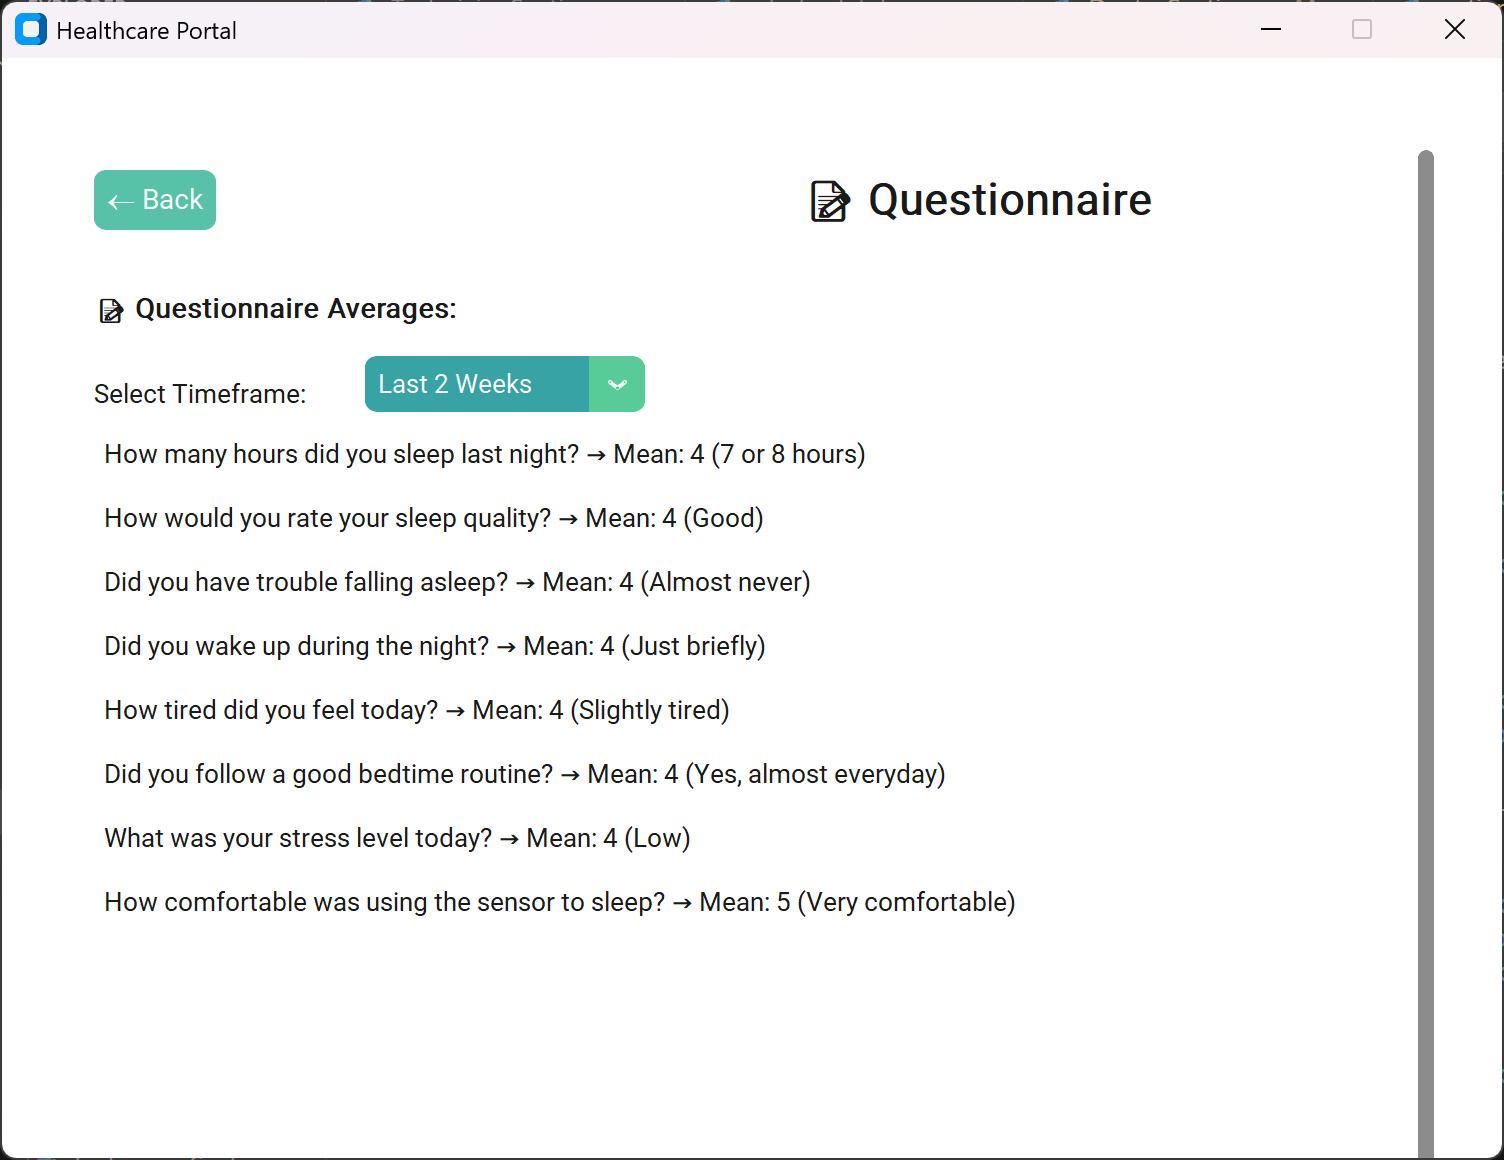 Healthcare Portal
← Back
Questionnaire
Questionnaire Averages:
Select Timeframe:
Last 2 Weeks
How many hours did you sleep last night? → Mean: 4 (7 or 8 hours)
How would you rate your sleep quality? → Mean: 4 (Good)
Did you have trouble falling asleep? → Mean: 4 (Almost never)
Did you wake up during the night? → Mean: 4 (Just briefly)
How tired did you feel today? → Mean: 4 (Slightly tired)
Did you follow a good bedtime routine? → Mean: 4 (Yes, almost everyday)
What was your stress level today? → Mean: 4 (Low)
How comfortable was using the sensor to sleep? → Mean: 5 (Very comfortable)